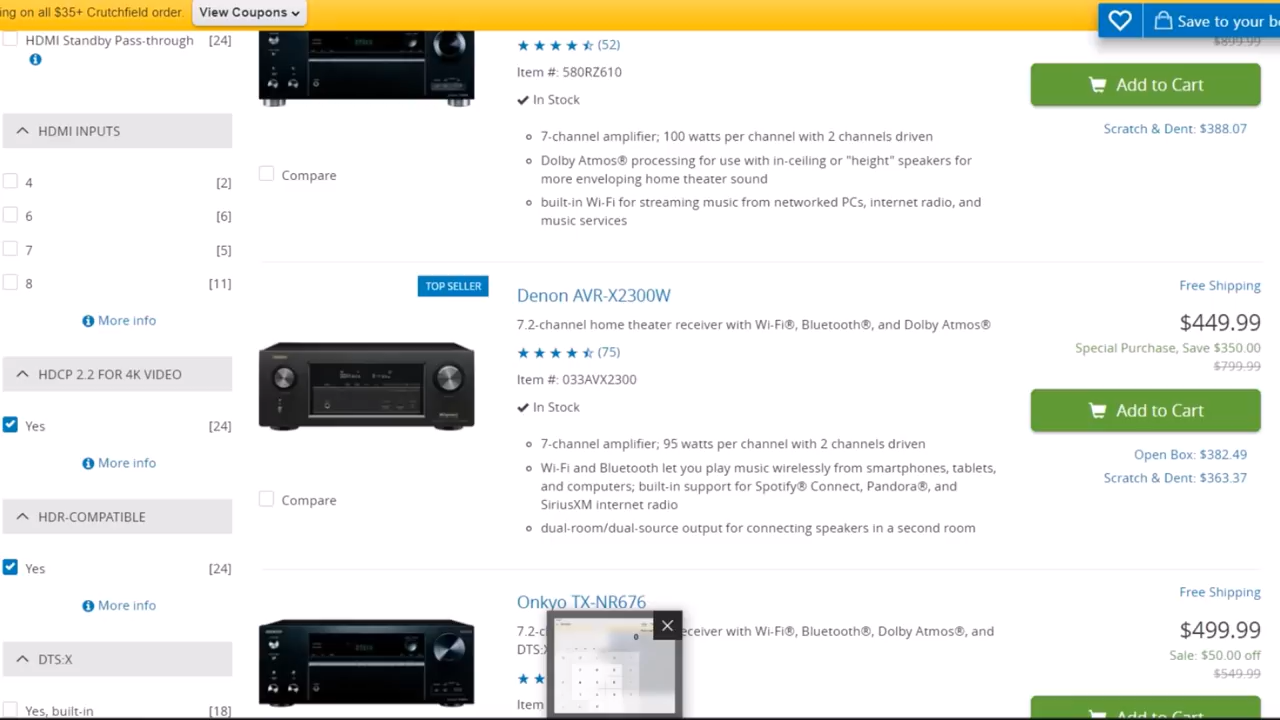 ing on all $35+ Crutchfield order.
View Coupons
Save to your b
HDMI Standby Pass-through [24]
HDMI INPUTS
4 [2]
6 [6]
7 [5]
8 [11]
More info
HDCP 2.2 FOR 4K VIDEO
Yes [24]
More info
HDR-COMPATIBLE
Yes [24]
More info
DTS:X
Yes, built-in [18]
(52)
Item #: 580RZ610
In Stock
7-channel amplifier; 100 watts per channel with 2 channels driven
Dolby Atmos® processing for use with in-ceiling or "height" speakers for
more enveloping home theater sound
built-in Wi-Fi for streaming music from networked PCs, internet radio, and
music services
Compare
$899.99
Add to Cart
Scratch & Dent: $388.07
TOP SELLER
Denon AVR-X2300W
7.2-channel home theater receiver with Wi-Fi®, Bluetooth®, and Dolby Atmos®
(75)
Item #: 033AVX2300
In Stock
7-channel amplifier; 95 watts per channel with 2 channels driven
Wi-Fi and Bluetooth let you play music wirelessly from smartphones, tablets,
and computers; built-in support for Spotify® Connect, Pandora®, and
SiriusXM internet radio
dual-room/dual-source output for connecting speakers in a second room
Compare
Free Shipping
$449.99
Special Purchase, Save $350.00
$799.99
Add to Cart
Open Box: $382.49
Scratch & Dent: $363.37
Onkyo TX-NR676
7.2-c eceiver with Wi-Fi®, Bluetooth®, Dolby Atmos®, and
DTS:
Item
0
Free Shipping
$499.99
Sale: $50.00 off
$549.99
Add to Cart